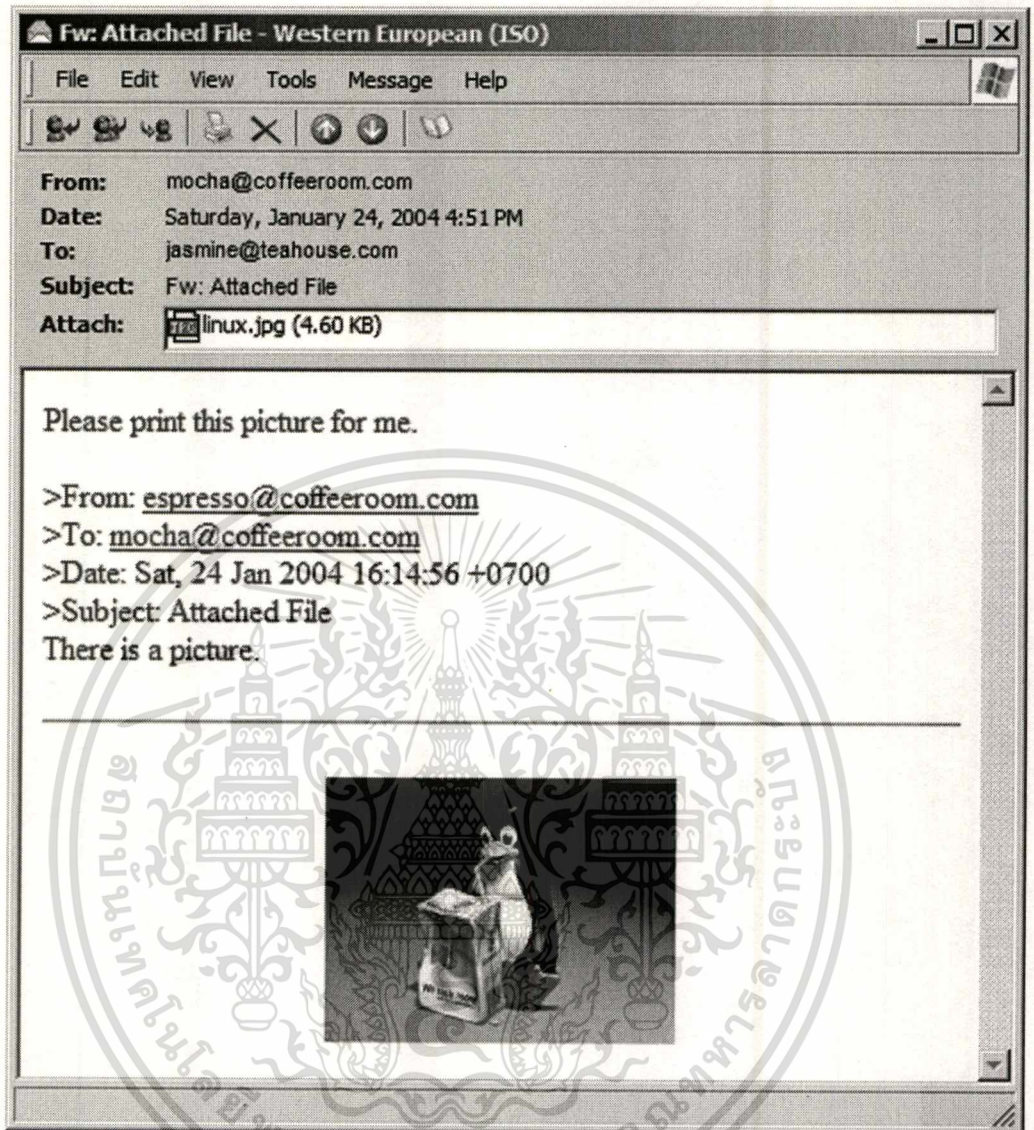 Fw: Attached File - Western European (ISO)
File Edit View Tools Message Help
From: mocha@coffeeroom.com
Date: Saturday, January 24, 2004 4:51 PM
To: jasmine@teahouse.com
Subject: Fw: Attached File
Attach: linux.jpg (4.60 KB)
Please print this picture for me.
>From: espresso@coffeeroom.com
>To: mocha@coffeeroom.com
>Date: Sat, 24 Jan 2004 16:14:56 +0700
>Subject: Attached File
There is a picture.